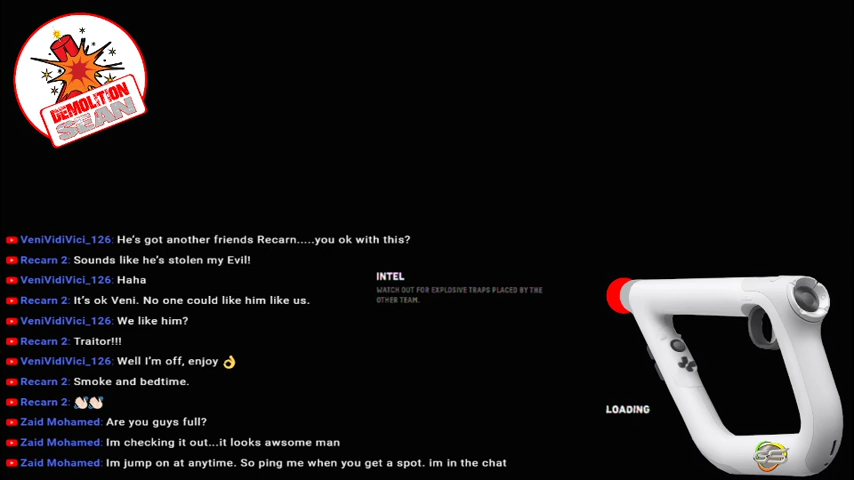 DEMOLITION
SEAN
VeniVidiVici_126: He's got another friends Recarn.....you ok with this?
Recarn 2: Sounds like he's stolen my Evil!
VeniVidiVici_126: Haha
Recarn 2: It's ok Veni. No one could like him like us.
VeniVidiVici_126: We like him?
Recarn 2: Traitor!!!
VeniVidiVici_126: Well I'm off, enjoy 👌
Recarn 2: Smoke and bedtime.
Recarn 2: 👋🏻👋🏻
Zaid Mohamed: Are you guys full?
Zaid Mohamed: Im checking it out...it looks awsome man
Zaid Mohamed: Im jump on at anytime. So ping me when you get a spot. im in the chat
INTEL
WATCH OUT FOR EXPLOSIVE TRAPS PLACED BY THE
OTHER TEAM.
LOADING